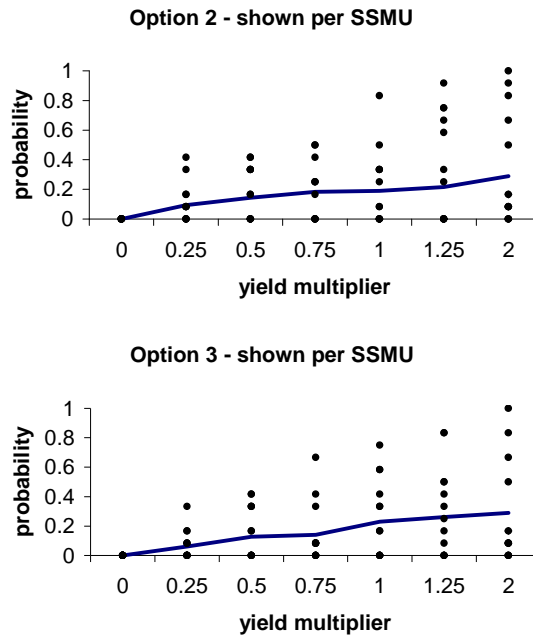 Option 2 - shown per SSMU
1
0.8
0.6
0.4
0.2
0
probability
0 0.25 0.5 0.75 1 1.25 2
yield multiplier
Option 3 - shown per SSMU
1
0.8
0.6
0.4
0.2
0
probability
0 0.25 0.5 0.75 1 1.25 2
yield multiplier